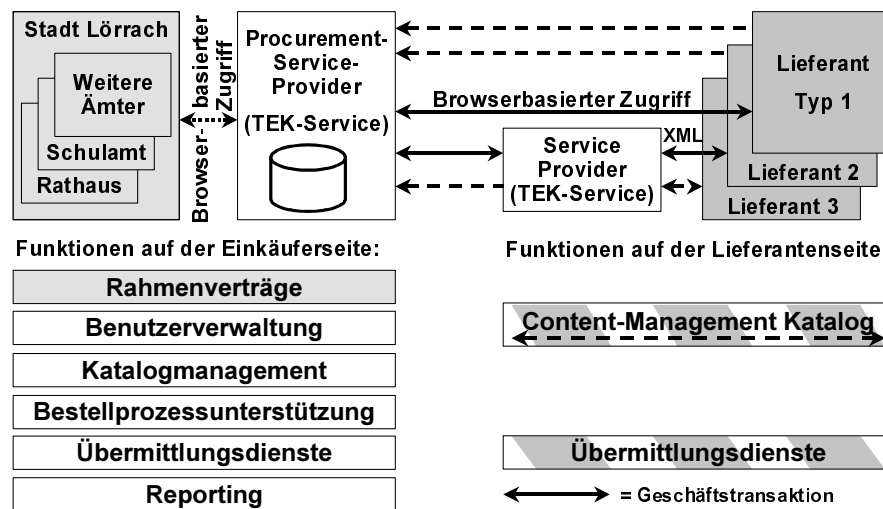 Stadt Lörrach
Weitere
Ämter
Schulamt
Rathaus
Browser- basierter
Zugriff
Procurement-
Service-
Provider
(TEK-Service)
Browserbasierter Zugriff
Service
Provider
(TEK-Service)
XML
Lieferant
Typ 1
Lieferant 2
Lieferant 3
Funktionen auf der Einkäuferseite:
Rahmenverträge
Benutzerverwaltung
Katalogmanagement
Bestellprozessunterstützung
Übermittlungsdienste
Reporting
Funktionen auf der Lieferantenseite
Content-Management Katalog
Übermittlungsdienste
= Geschäftstransaktion